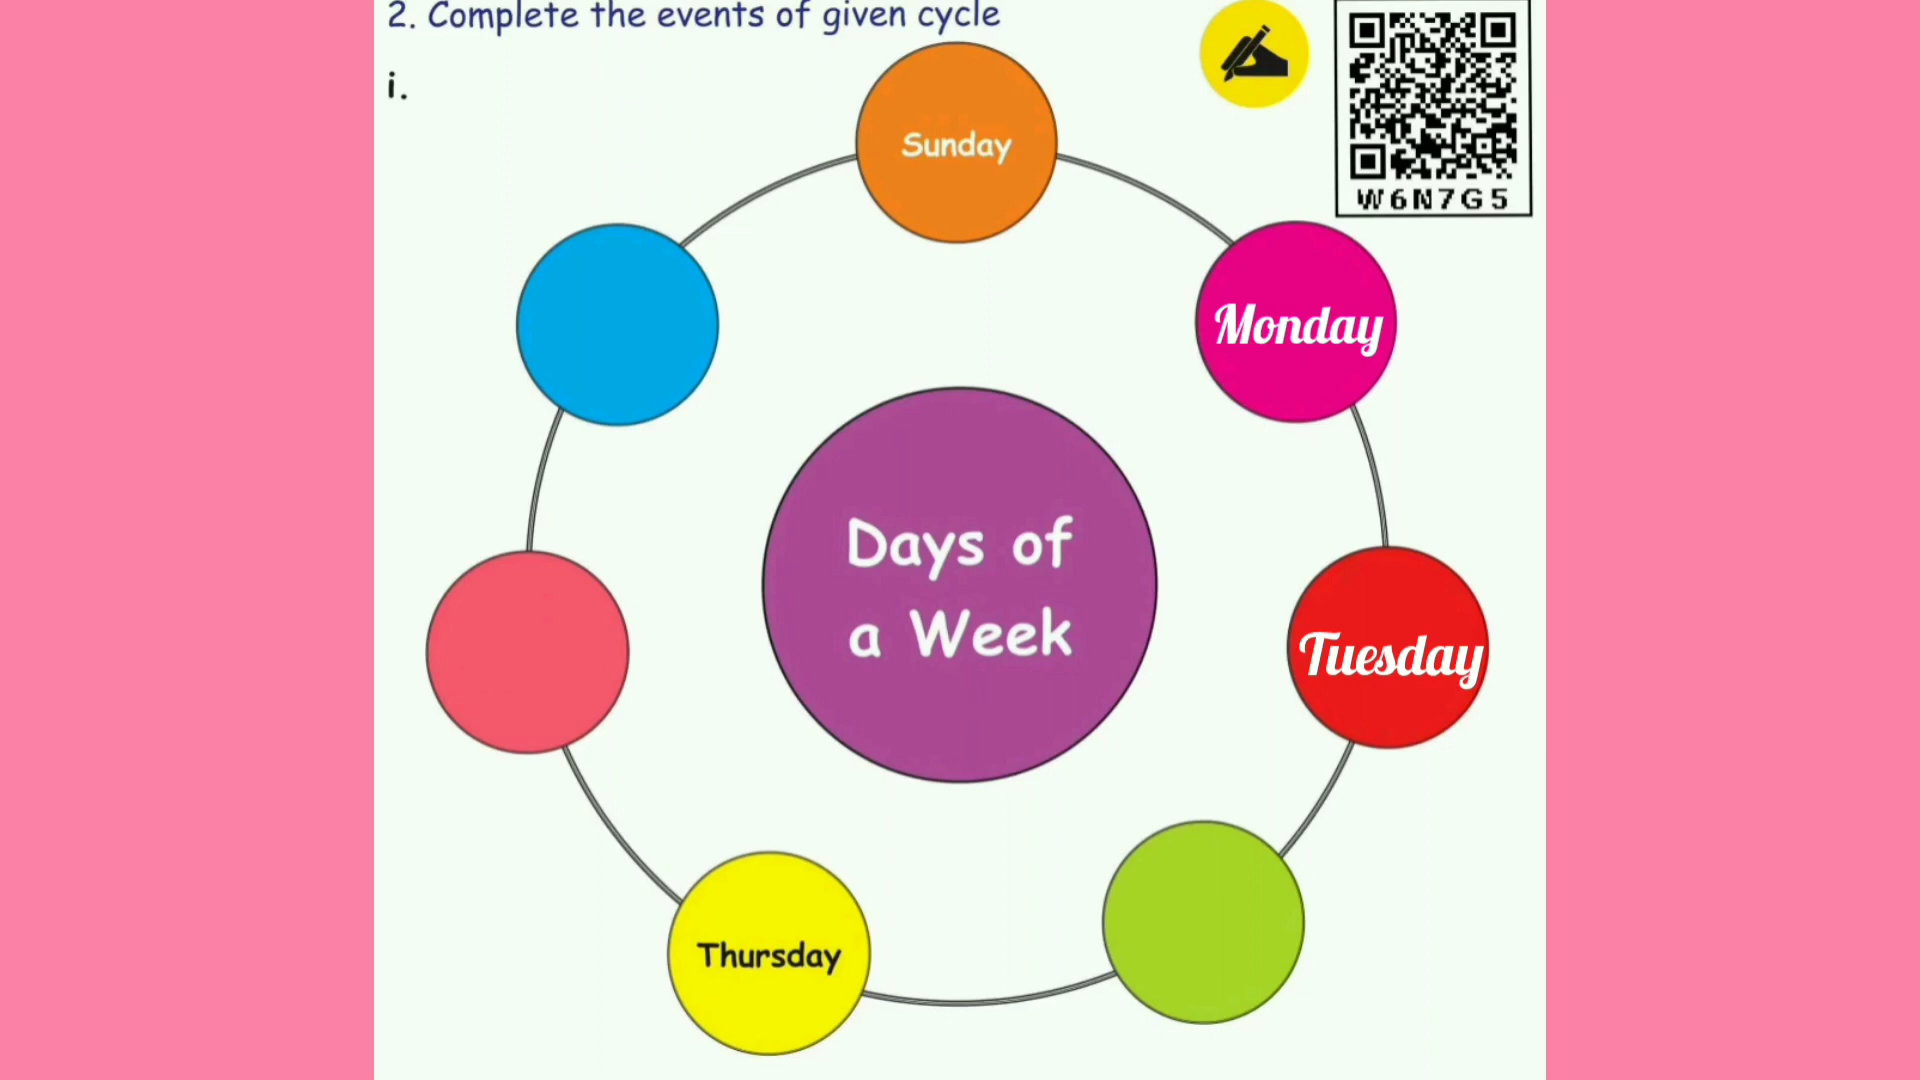 2. Complete the events of given cycle
i.
W6N7G5
Sunday
Monday
Days of
a Week
Tuesday
Thursday